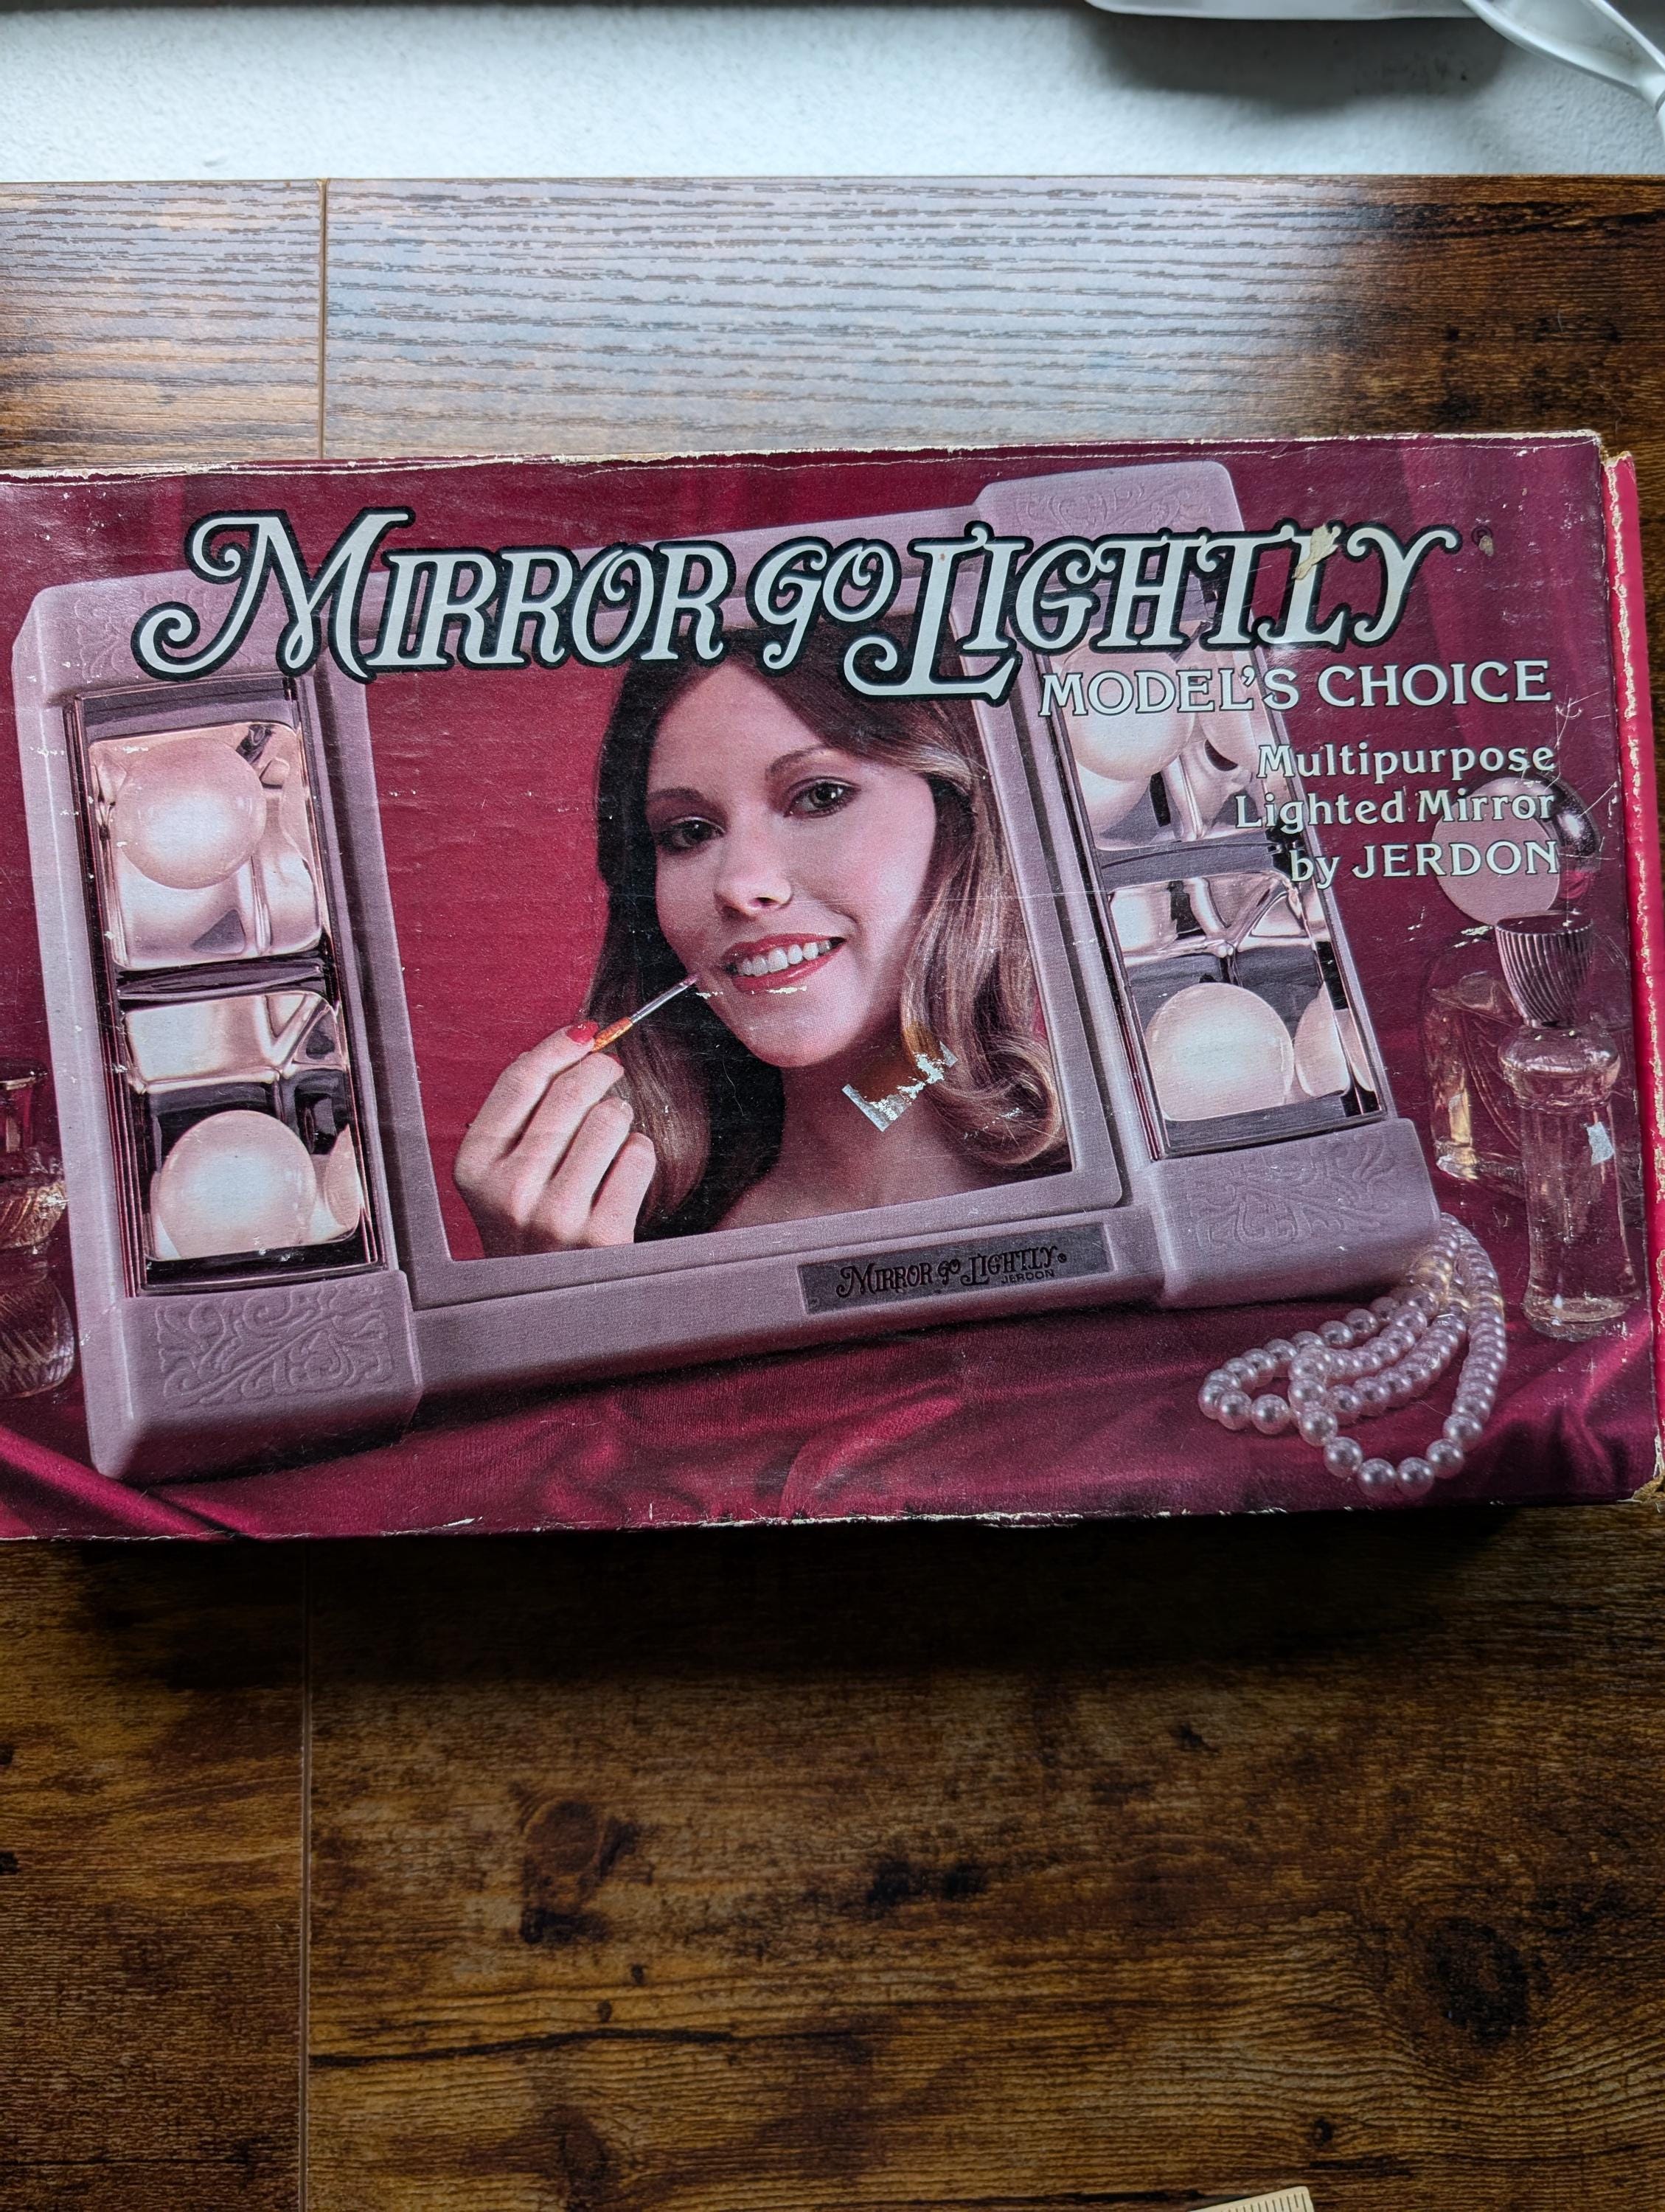 MIRROR GO LIGHTLY
MODEL'S CHOICE
Multipurpose
Lighted Mirror
by JERDON
MIRROR GO LIGHTLY®
JERDON